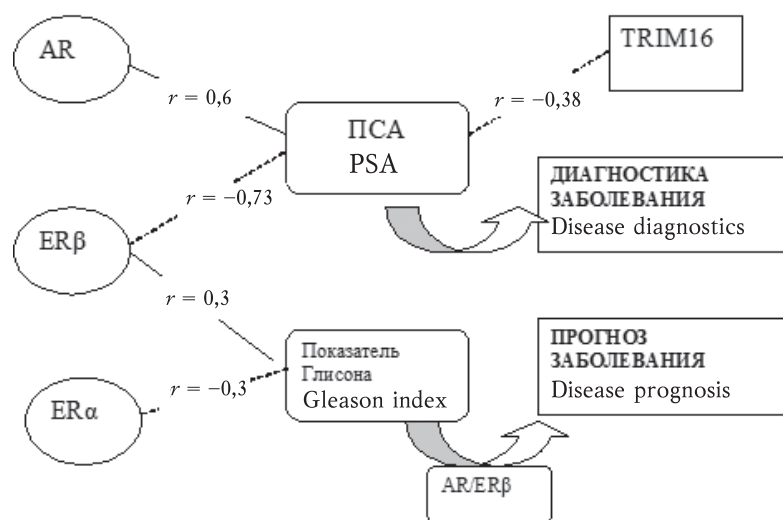 AR
TRIM16
r = 0,6
r = –0,38
ПСА
PSA
ДИАГНОСТИКА
ЗАБОЛЕВАНИЯ
Disease diagnostics
r = –0,73
ERβ
r = 0,3
Показатель
Глисона
Gleason index
ПРОГНОЗ
ЗАБОЛЕВАНИЯ
Disease prognosis
r = –0,3
ERα
AR/ERβ